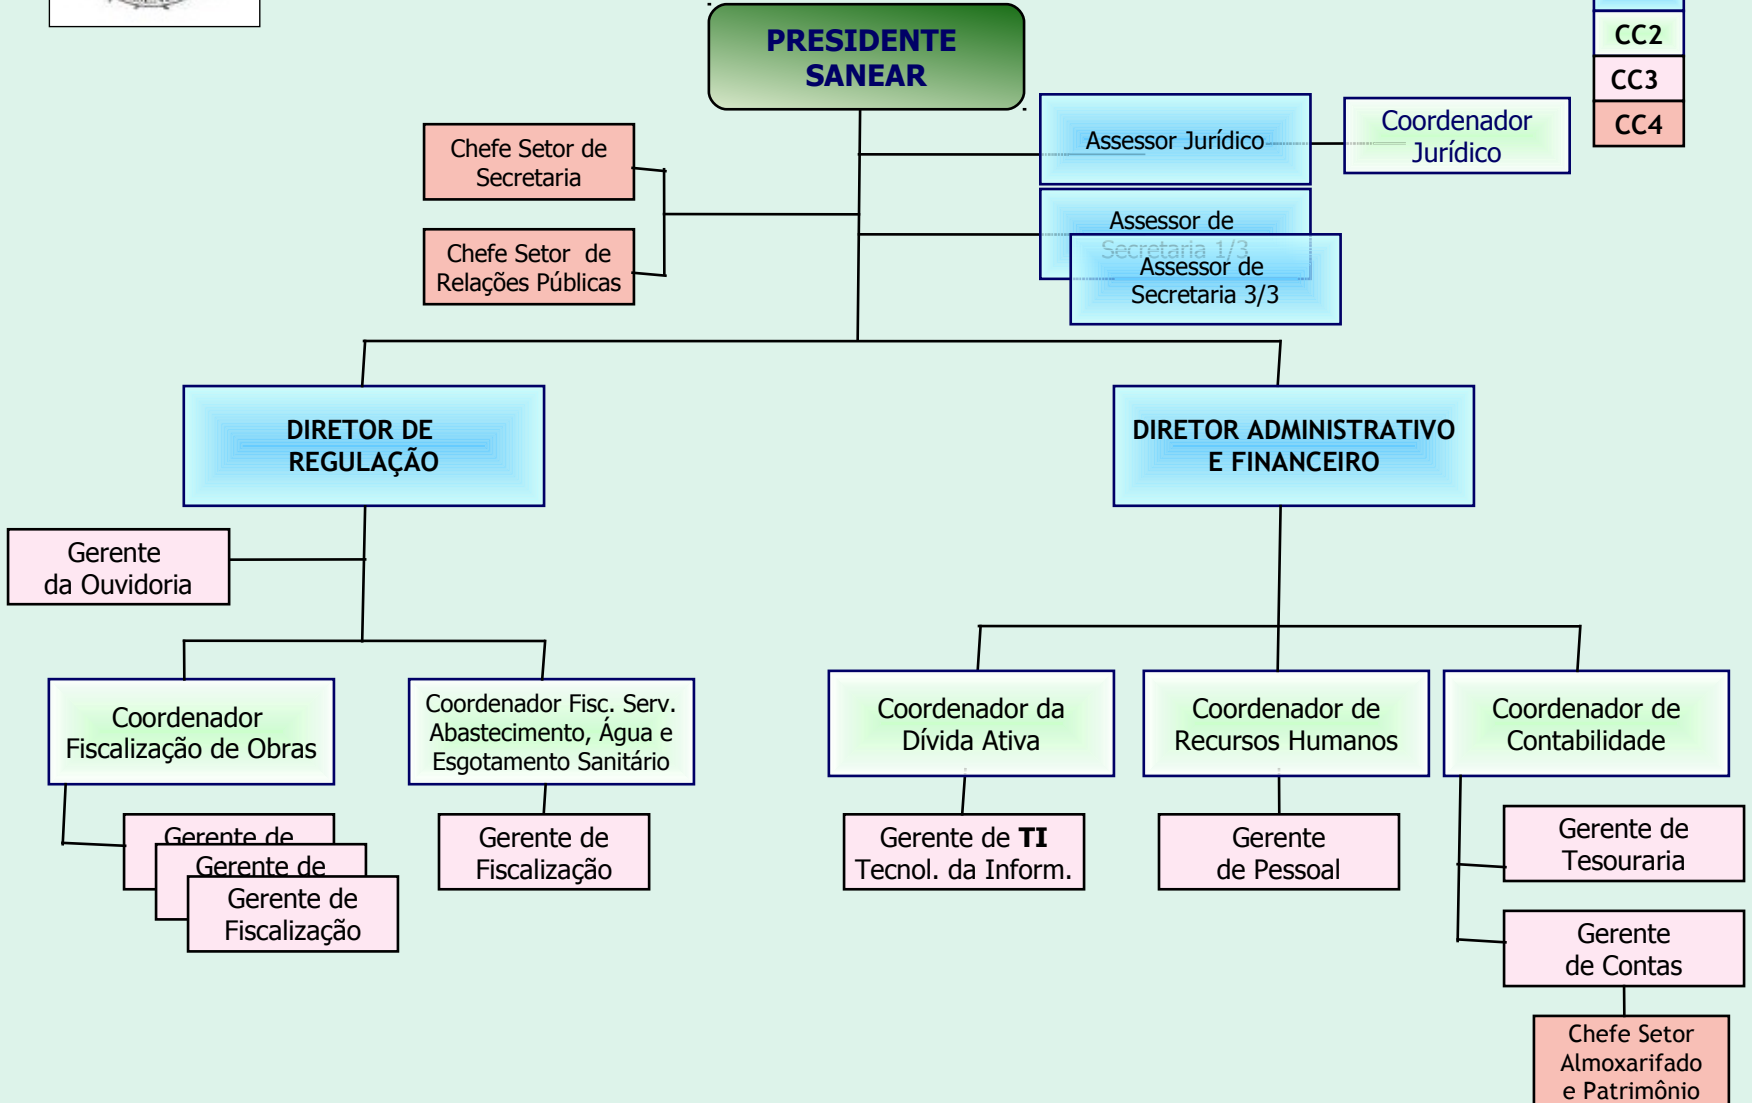 PRESIDENTE
SANEAR
CC2
CC3
CC4
Chefe Setor de
Secretaria
Assessor Jurídico
Coordenador
Jurídico
Assessor de
Secretaria 1/3
Chefe Setor de
Relações Públicas
Assessor de
Secretaria 3/3
DIRETOR DE
REGULAÇÃO
DIRETOR ADMINISTRATIVO
E FINANCEIRO
Gerente
da Ouvidoria
Coordenador
Fiscalização de Obras
Coordenador Fisc. Serv.
Abastecimento, Água e
Esgotamento Sanitário
Coordenador da
Dívida Ativa
Coordenador de
Recursos Humanos
Coordenador de
Contabilidade
Gerente de
Gerente de
Gerente de
Fiscalização
Gerente de
Fiscalização
Gerente de TI
Tecnol. da Inform.
Gerente
de Pessoal
Gerente de
Tesouraria
Gerente
de Contas
Chefe Setor
Almoxarifado
e Patrimônio